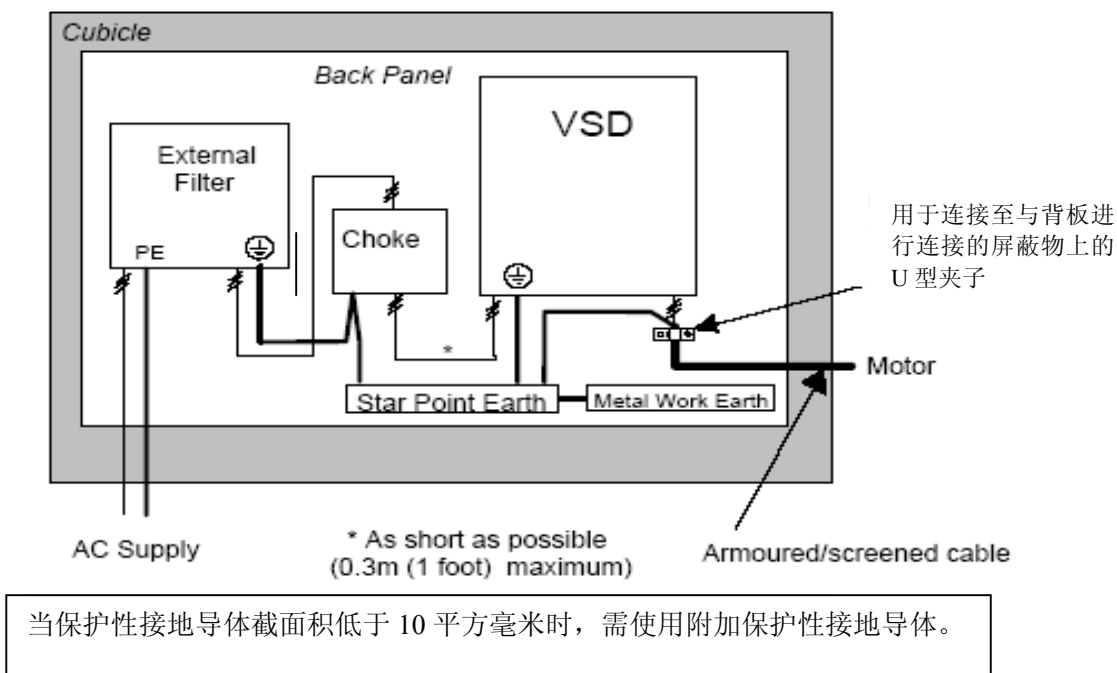 Cubicle
Back Panel
VSD
External
Filter
Choke
PE
用于连接至与背板进
行连接的屏蔽物上的
U 型夹子
*
Motor
Star Point Earth
Metal Work Earth
AC Supply
* As short as possible
(0.3m (1 foot) maximum)
Armoured/screened cable
当保护性接地导体截面积低于 10 平方毫米时，需使用附加保护性接地导体。